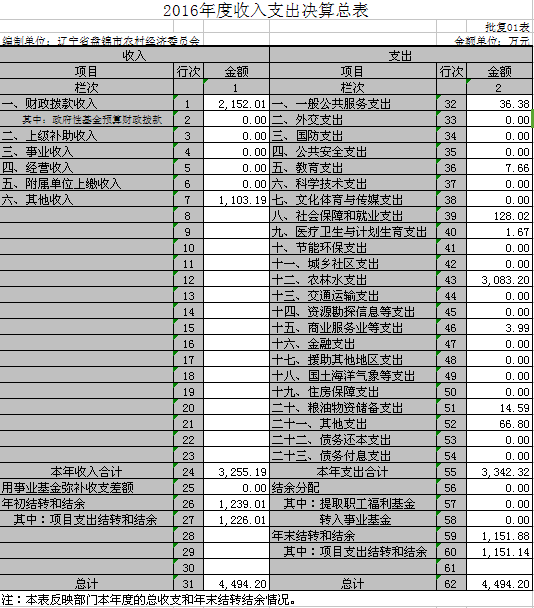 2016年度收入支出决算总表
批复01表
编制单位：辽宁省盘锦市农村经济委员会 金额单位：万元
收入 支出
项目 行次 金额 项目 行次 金额
栏次 1 栏次 2
一、财政拨款收入 1 2,152.01 一、一般公共服务支出 32 36.38
其中：政府性基金预算财政拨款 2 0.00 二、外交支出 33 0.00
二、上级补助收入 3 0.00 三、国防支出 34 0.00
三、事业收入 4 0.00 四、公共安全支出 35 0.00
四、经营收入 5 0.00 五、教育支出 36 7.66
五、附属单位上缴收入 6 0.00 六、科学技术支出 37 0.00
六、其他收入 7 1,103.19 七、文化体育与传媒支出 38 0.00
8 八、社会保障和就业支出 39 128.02
9 九、医疗卫生与计划生育支出 40 1.67
10 十、节能环保支出 41 0.00
11 十一、城乡社区支出 42 0.00
12 十二、农林水支出 43 3,083.20
13 十三、交通运输支出 44 0.00
14 十四、资源勘探信息等支出 45 0.00
15 十五、商业服务业等支出 46 3.99
16 十六、金融支出 47 0.00
17 十七、援助其他地区支出 48 0.00
18 十八、国土海洋气象等支出 49 0.00
19 十九、住房保障支出 50 0.00
20 二十、粮油物资储备支出 51 14.59
21 二十一、其他支出 52 66.80
22 二十二、债务还本支出 53 0.00
23 二十三、债务付息支出 54 0.00
本年收入合计 24 3,255.19 本年支出合计 55 3,342.32
用事业基金弥补收支差额 25 0.00 结余分配 56 0.00
年初结转和结余 26 1,239.01 其中：提取职工福利基金 57 0.00
其中：项目支出结转和结余 27 1,226.01 转入事业基金 58 0.00
28 年末结转和结余 59 1,151.88
29 其中：项目支出结转和结余 60 1,151.14
30 61
总计 31 4,494.20 总计 62 4,494.20
注：本表反映部门本年度的总收支和年末结转结余情况。